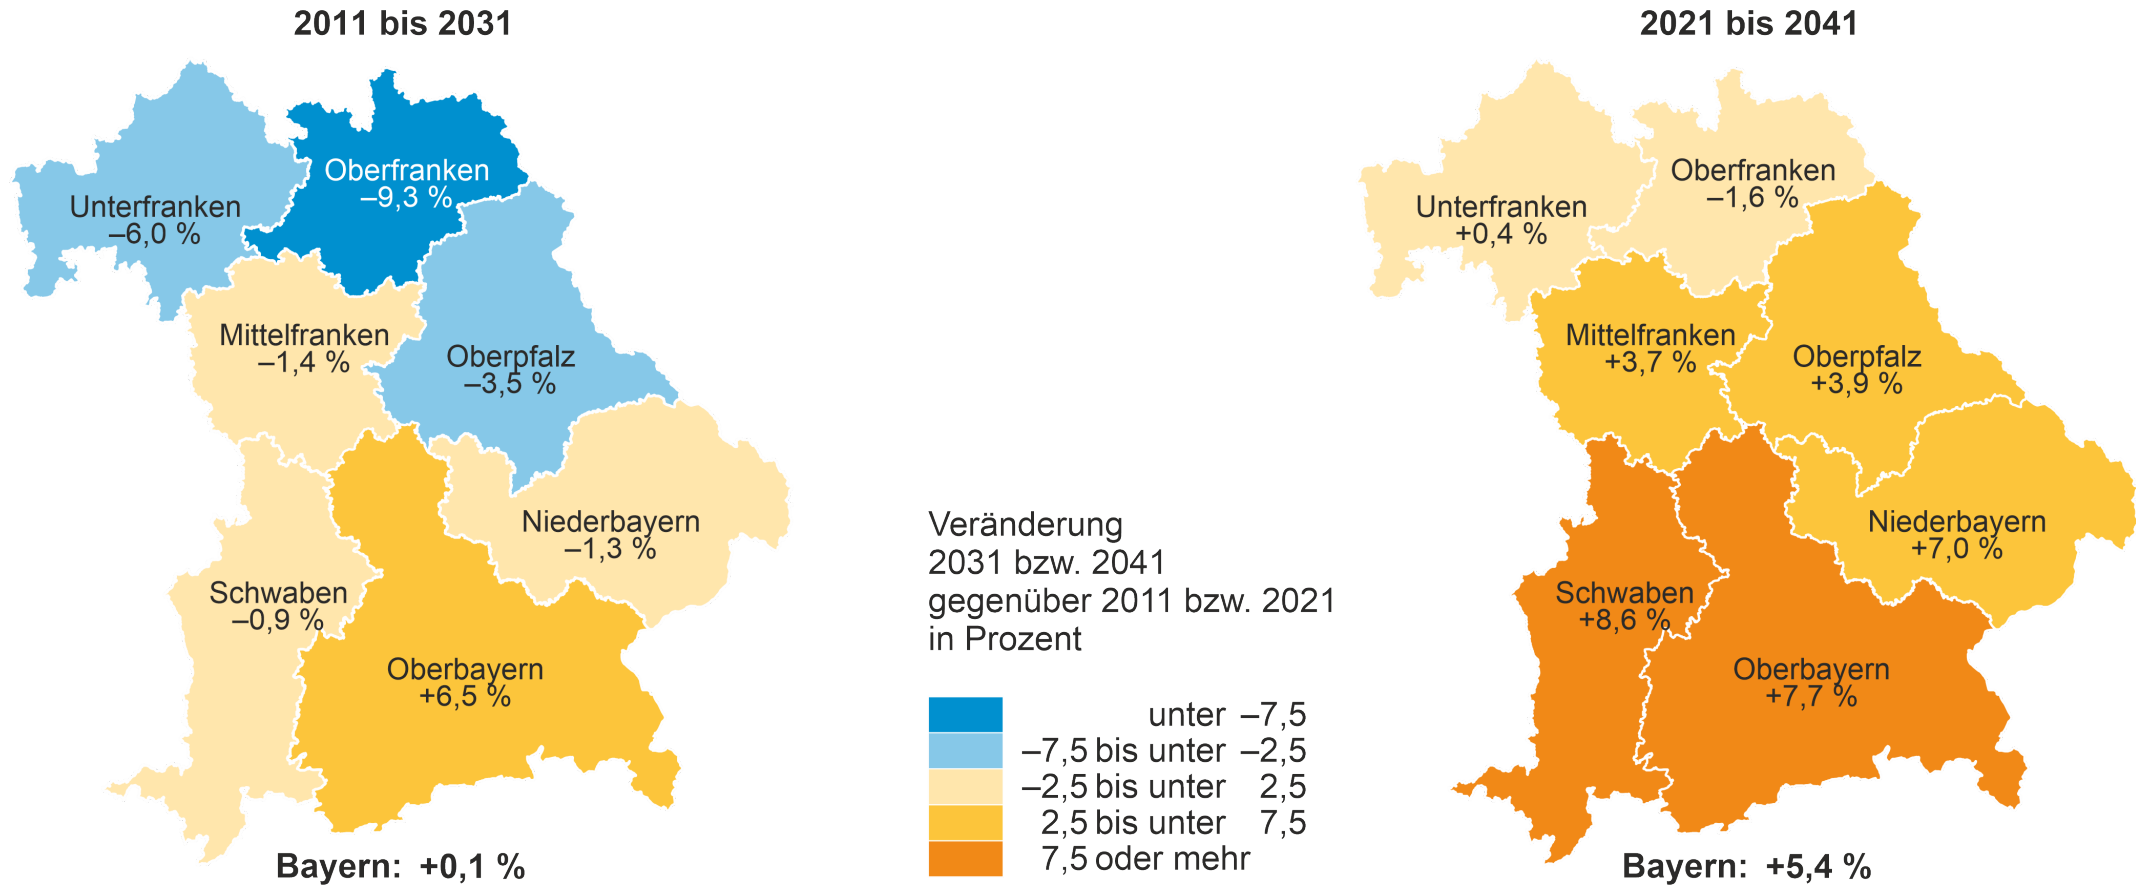 2011 bis 2031
Oberfranken
–9,3 %
Unterfranken
–6,0 %
Mittelfranken
–1,4 %
Oberpfalz
–3,5 %
Niederbayern
–1,3 %
Schwaben
–0,9 %
Oberbayern
+6,5 %
Bayern: +0,1 %
Veränderung
2031 bzw. 2041
gegenüber 2011 bzw. 2021
in Prozent
unter –7,5
–7,5 bis unter –2,5
–2,5 bis unter 2,5
2,5 bis unter 7,5
7,5 oder mehr
2021 bis 2041
Oberfranken
–1,6 %
Unterfranken
+0,4 %
Mittelfranken
+3,7 %
Oberpfalz
+3,9 %
Niederbayern
+7,0 %
Schwaben
+8,6 %
Oberbayern
+7,7 %
Bayern: +5,4 %